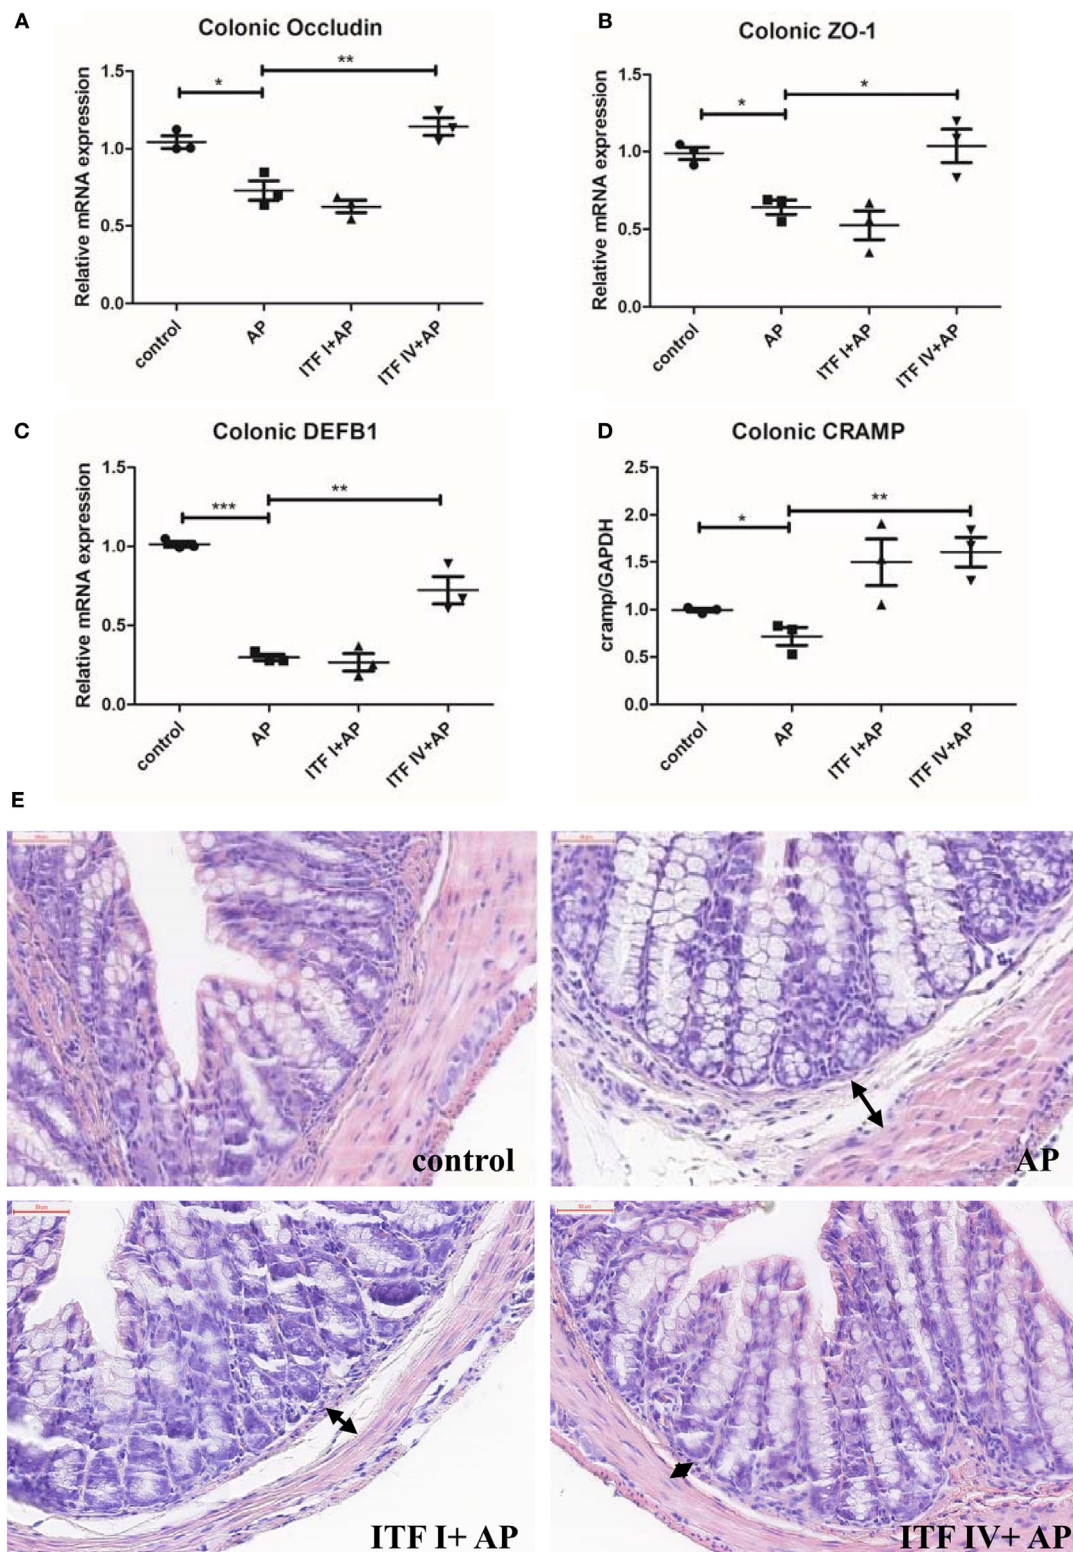 A
Colonic Occludin
Relative mRNA expression
1.5
1.0
0.5
0.0
*
**
control
AP
ITF I+AP
ITF IV+AP
B
Colonic ZO-1
Relative mRNA expression
1.5
1.0
0.5
0.0
*
*
control
AP
ITF I+AP
ITF IV+AP
C
Colonic DEFB1
Relative mRNA expression
1.5
1.0
0.5
0.0
***
**
control
AP
ITF I+AP
ITF IV+AP
D
Colonic CRAMP
cramp/GAPDH
2.5
2.0
1.5
1.0
0.5
0.0
*
**
control
AP
ITF I+AP
ITF IV+AP
E
control
AP
ITF I+ AP
ITF IV+ AP